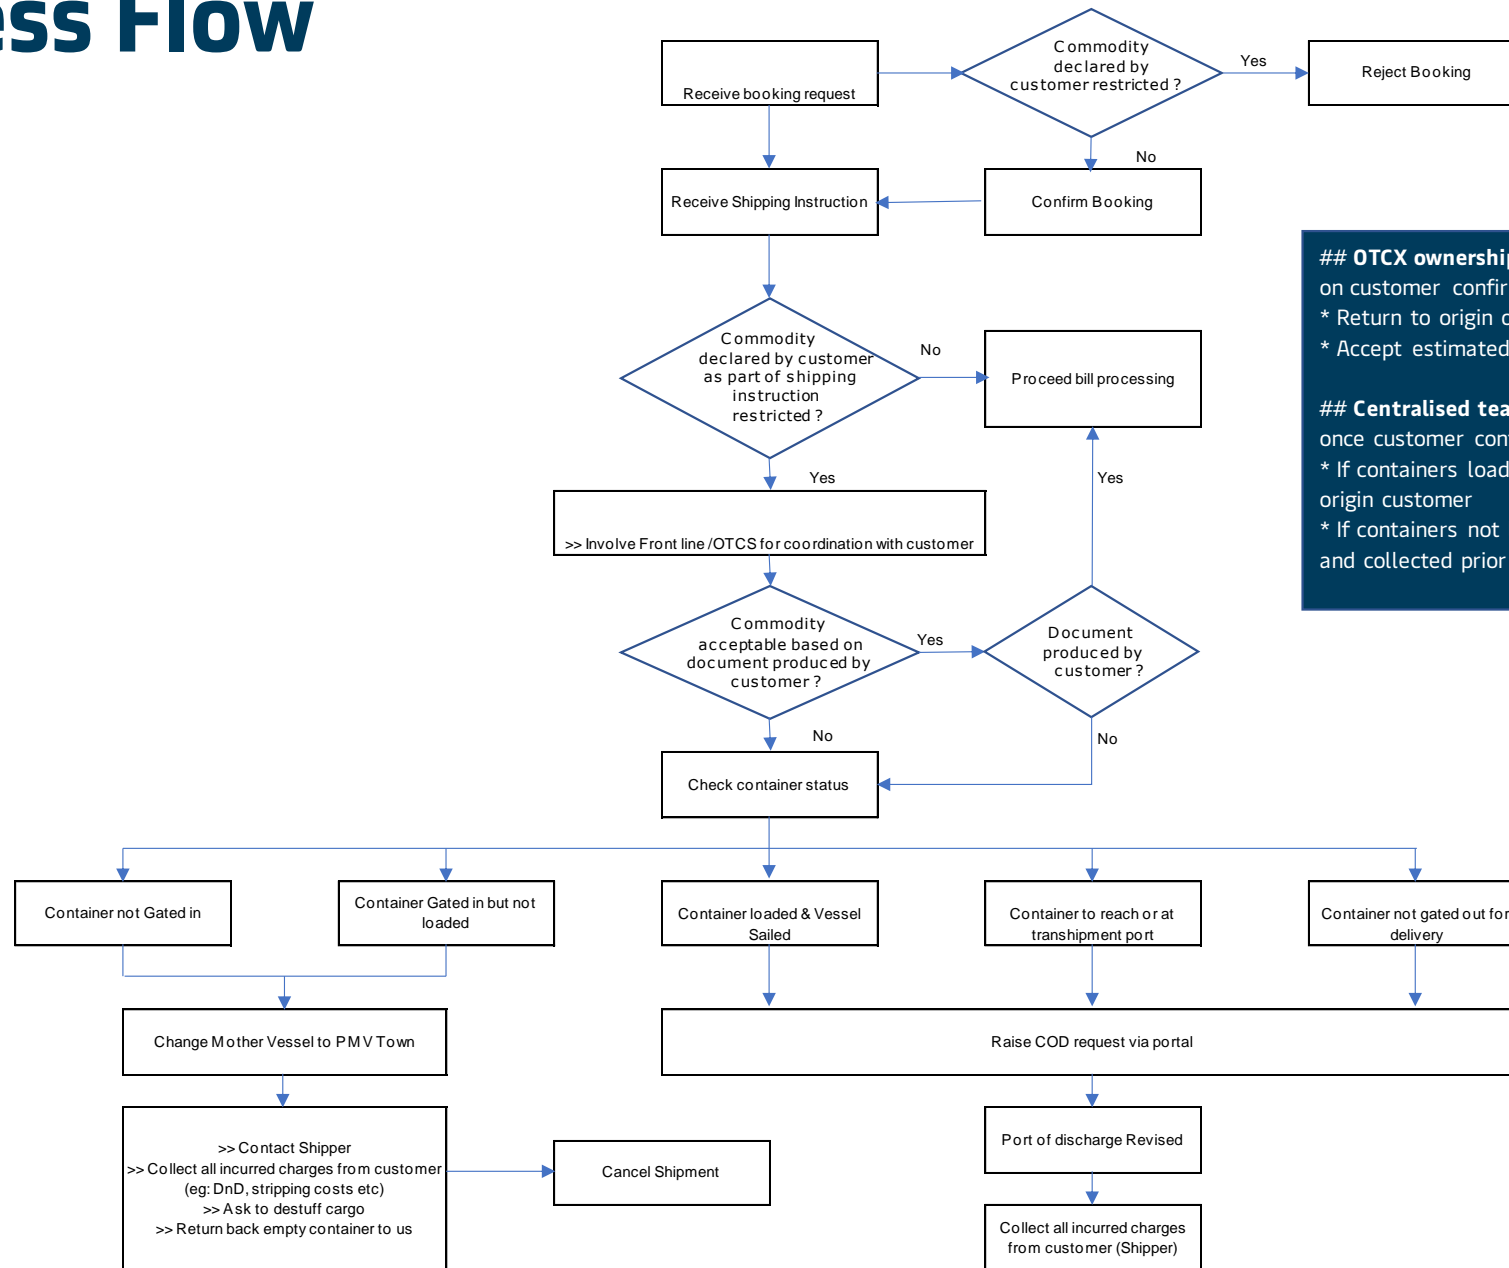 ess Flow
Receive booking request
Commodity
declared by
customer restricted ?
Yes
Reject Booking
No
Receive Shipping Instruction
Confirm Booking
## OTCX ownership
on customer confir
* Return to origin o
* Accept estimated
## Centralised tea
once customer con
* If containers load
origin customer
* If containers not
and collected prior
Commodity
declared by customer
as part of shipping
instruction
restricted ?
No
Proceed bill processing
Yes
Yes
>> Involve Front line /OTCS for coordination with customer
Commodity
acceptable based on
document produced by
customer ?
Yes
Document
produced by
customer ?
No
No
Check container status
Container not Gated in
Container Gated in but not
loaded
Container loaded & Vessel
Sailed
Container to reach or at
transhipment port
Container not gated out for
delivery
Change Mother Vessel to PMV Town
Raise COD request via portal
>> Contact Shipper
>> Collect all incurred charges from customer
(eg: DnD, stripping costs etc)
>> Ask to destuff cargo
>> Return back empty container to us
Cancel Shipment
Port of discharge Revised
Collect all incurred charges
from customer (Shipper)